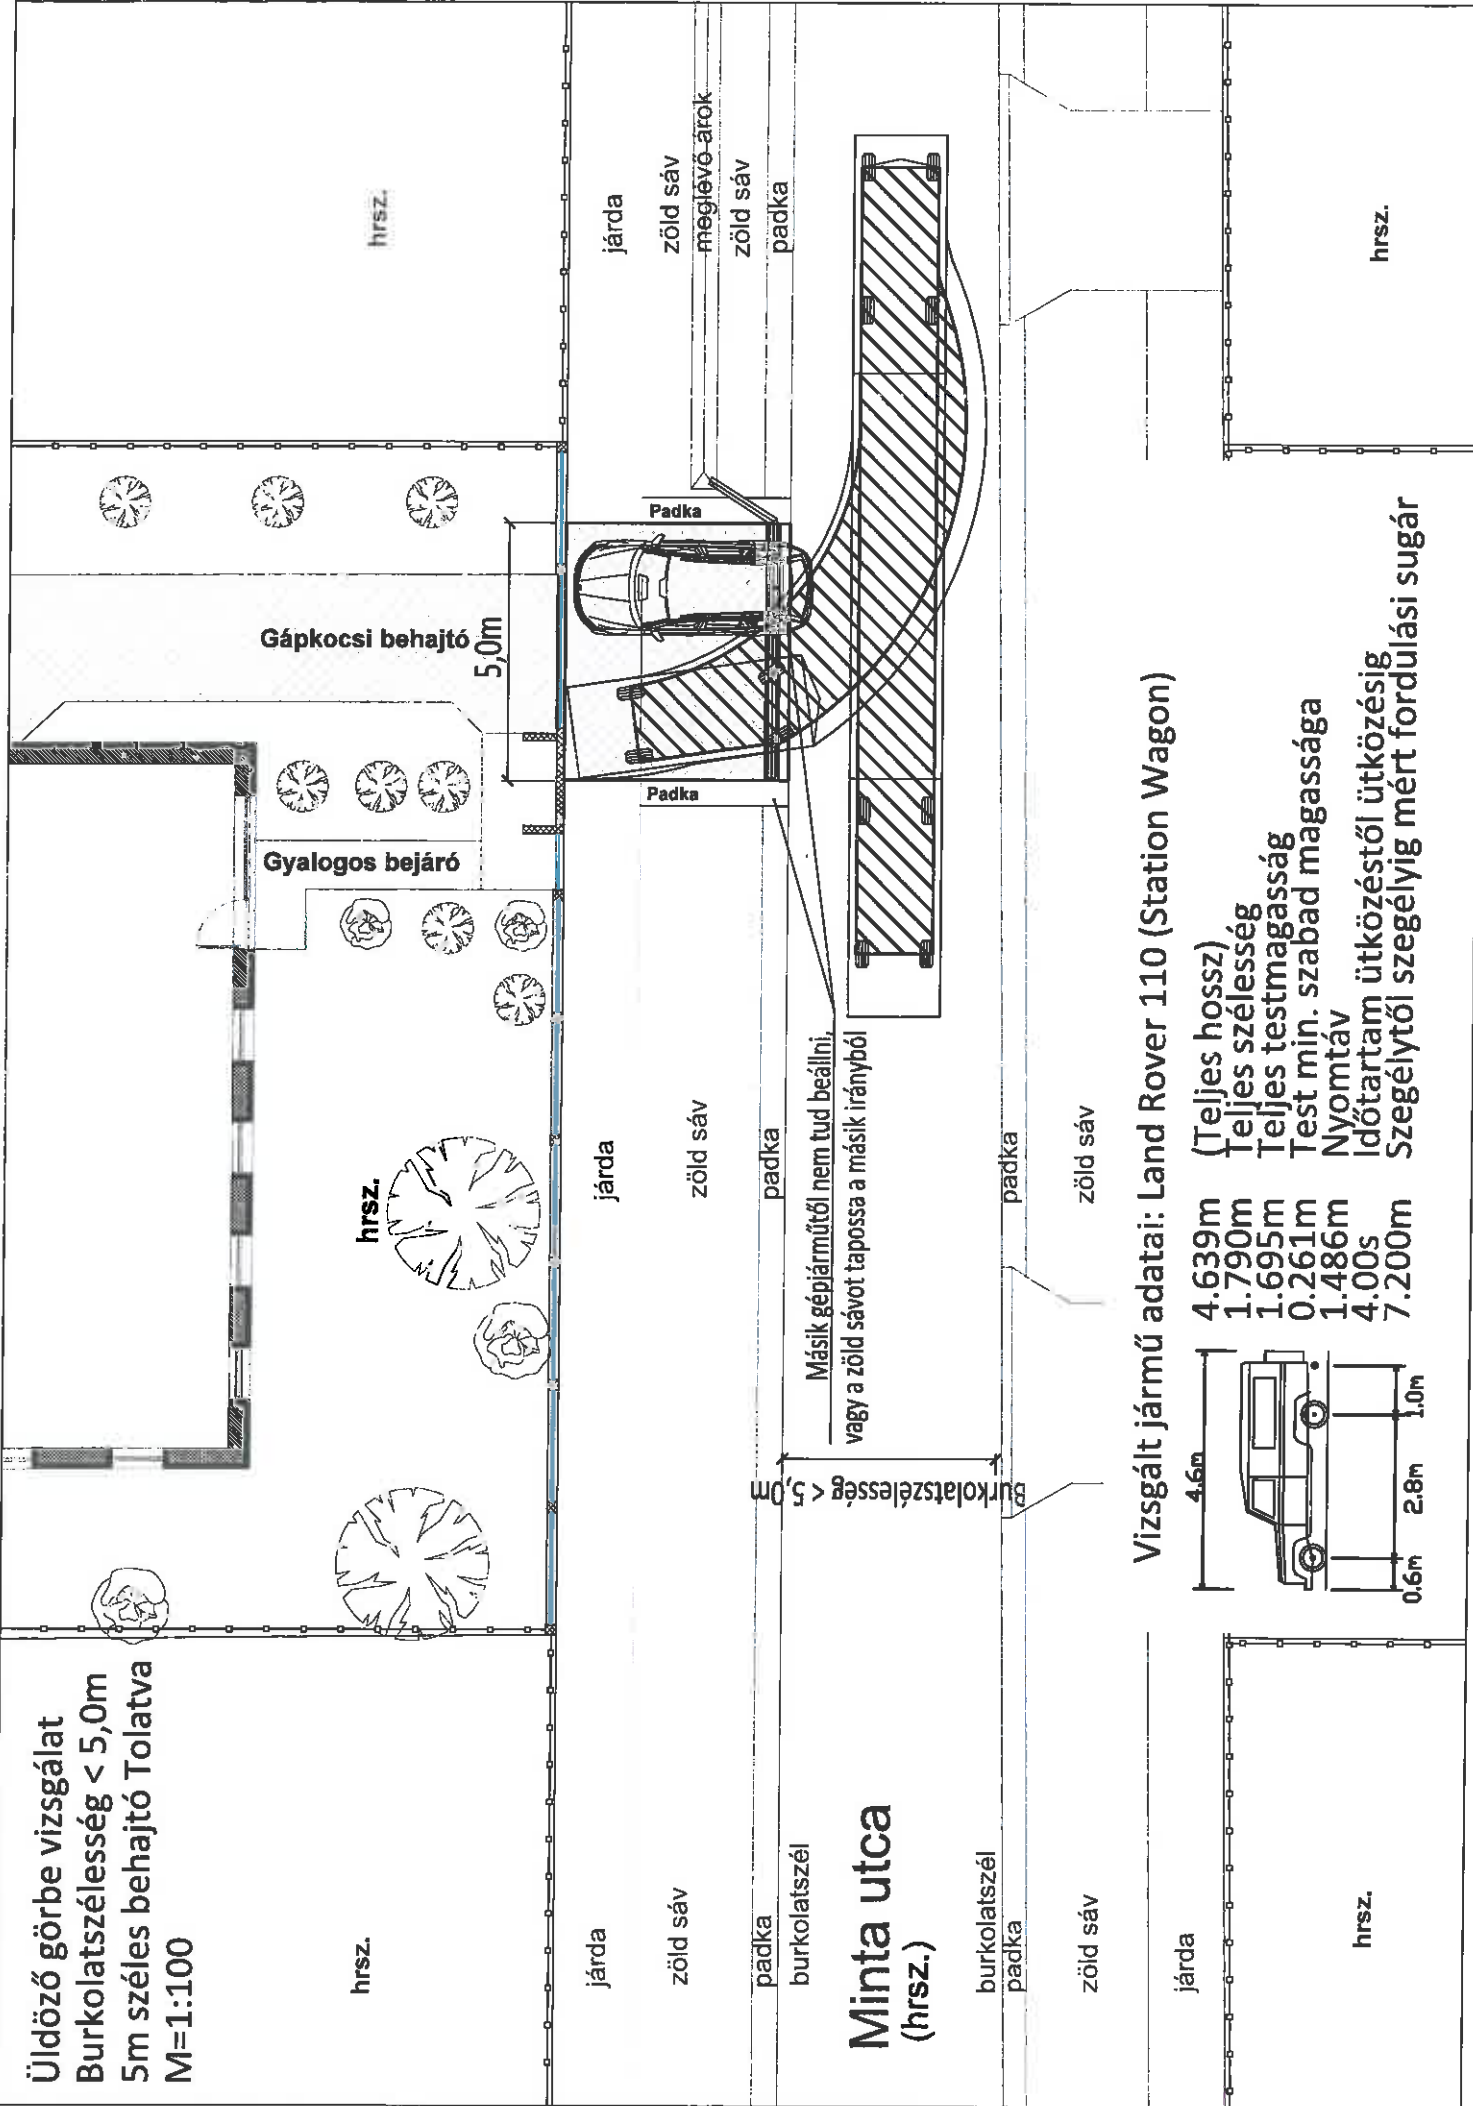 Üldöző görbe vizsgálat
Burkolatszélesség < 5,0m
5m széles behajtó Tolatva
M=1:100
hrsz.
hrsz.
hrsz.
Gyalogos bejáró
Gápkocsi behajtó
5,0m
Padka
Padka
járda
zöld sáv
padka
burkolatszél
járda
zöld sáv
padka
járda
zöld sáv
meglévő árok
zöld sáv
padka
Másik gépjárműtől nem tud beállni,
vagy a zöld sávot tapossa a másik irányból
Burkolatszélesség < 5,0m
Minta utca
(hrsz.)
burkolatszél
padka
zöld sáv
járda
padka
zöld sáv
hrsz.
hrsz.
Vizsgált jármű adatai: Land Rover 110 (Station Wagon)
4.6m
0.6m
2.8m
1.0m
4.639m (Teljes hossz)
1.790m Teljes szélesség
1.695m Teljes testmagasság
0.261m Test min. szabad magassága
1.486m Nyomtáv
4.00s Időtartam ütközéstől ütközésig
7.200m Szegélytől szegélyig mért fordulási sugár